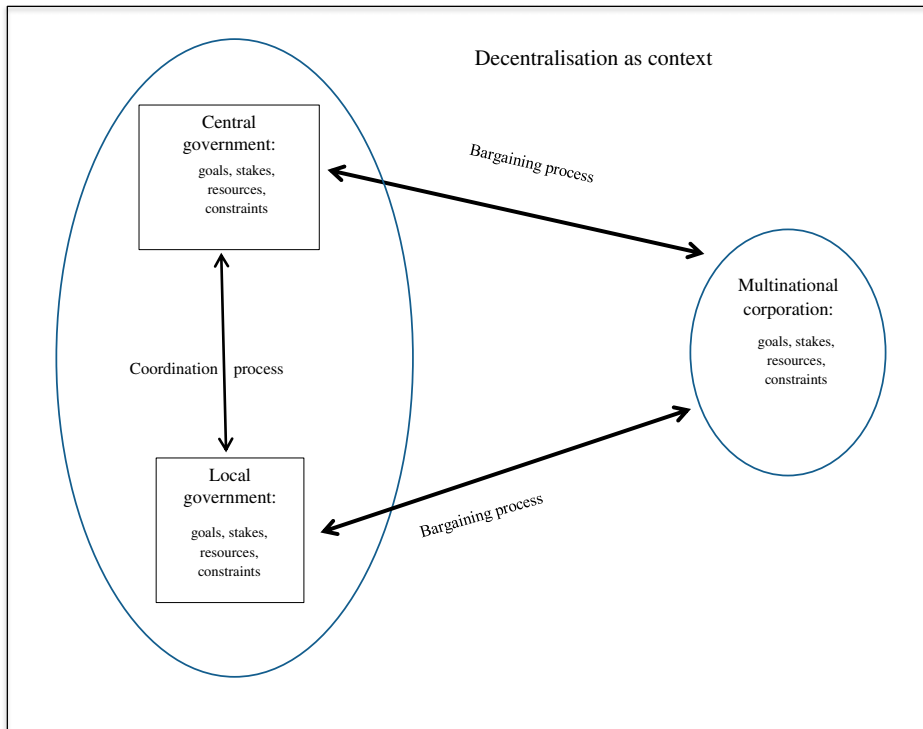 Decentralisation as context
Central
government:
goals, stakes,
resources,
constraints
Bargaining process
Multinational
corporation:
goals, stakes,
resources,
constraints
Coordination process
Local
government:
goals, stakes,
resources,
constraints
Bargaining process